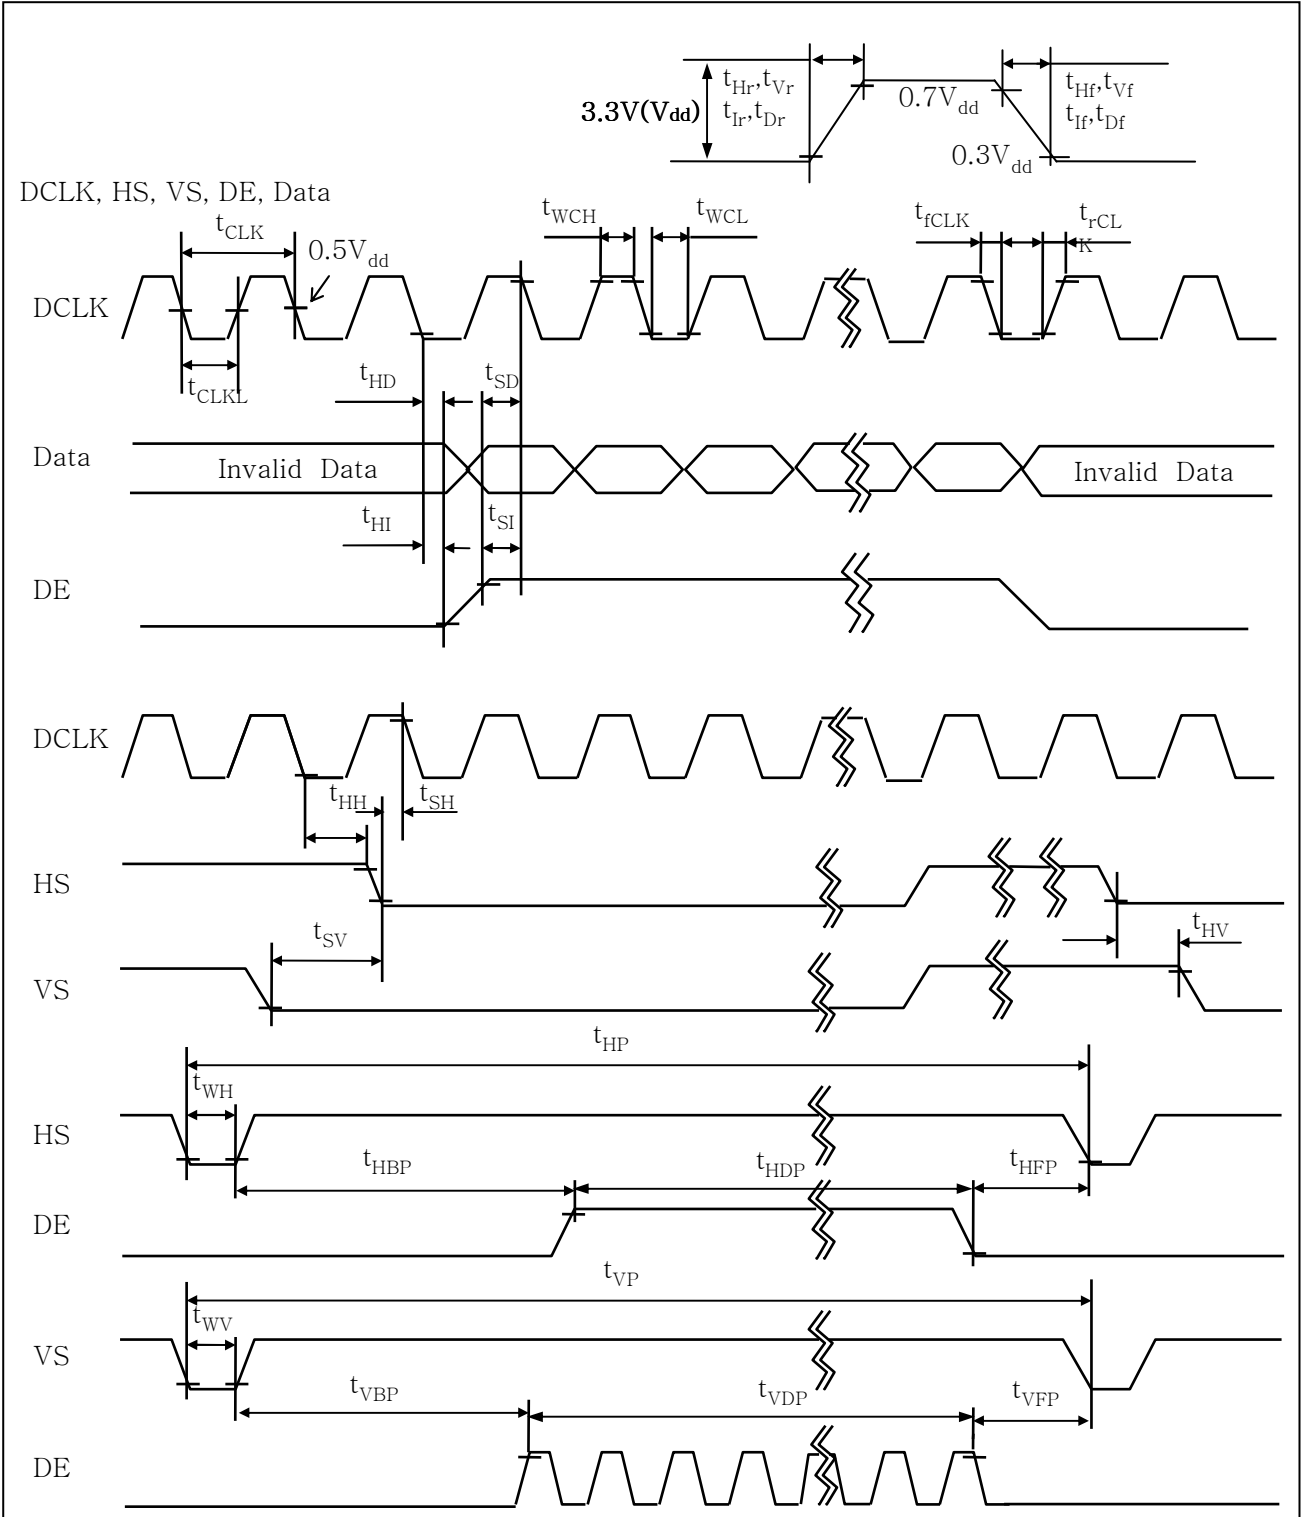 tHr,tVr
tIr,tDr
3.3V(Vdd)
0.7Vdd
0.3Vdd
tHf,tVf
tIf,tDf
DCLK, HS, VS, DE, Data
tCLK
0.5Vdd
tWCH
tWCL
tfCLK
trCL
K
DCLK
tCLKL
tHD
tSD
Data
Invalid Data
Invalid Data
tHI
tSI
DE
DCLK
tHH
tSH
HS
tSV
tHV
VS
tHP
tWH
HS
tHBP
tHDP
tHFP
DE
tVP
tWV
VS
tVBP
tVDP
tVFP
DE